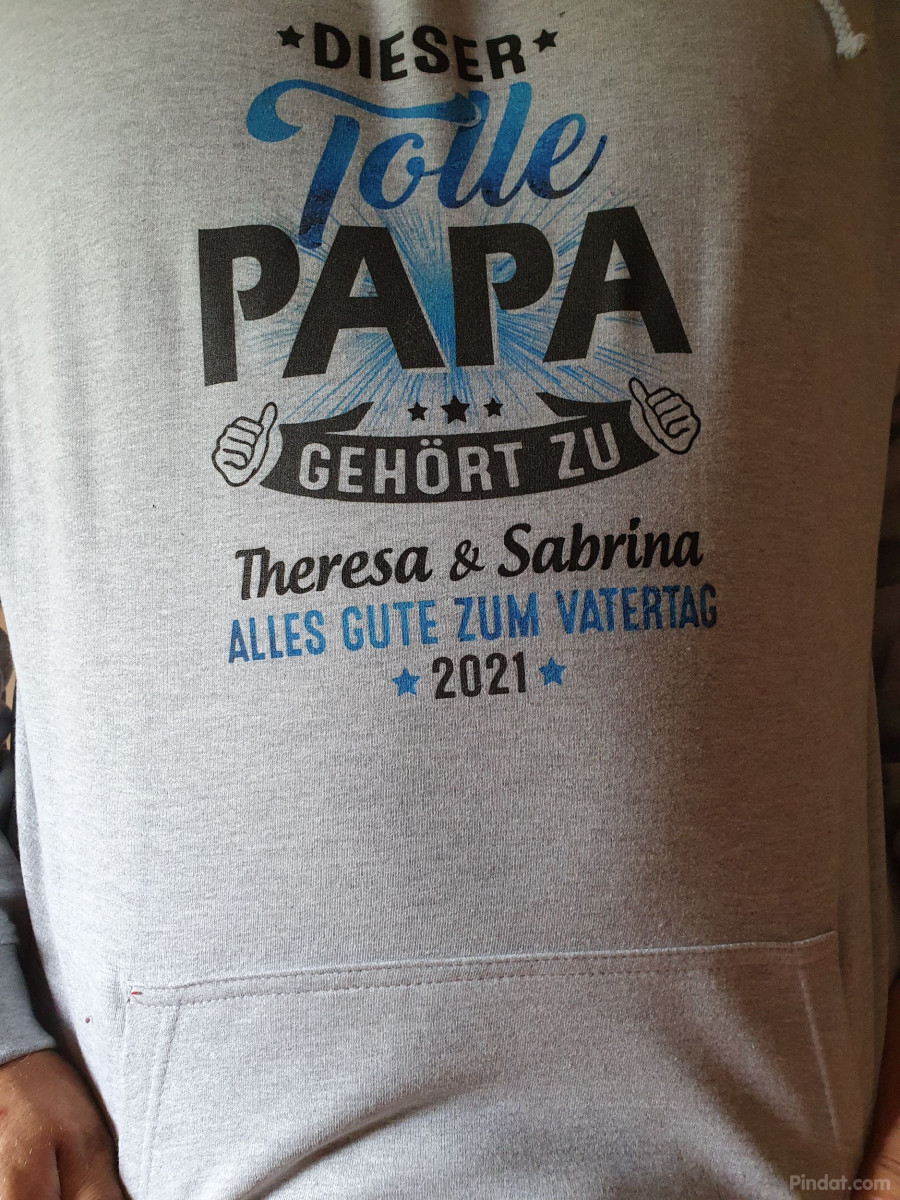 DIESER
Tolle
PAPA
GEHÖRT ZU
Theresa & Sabrina
ALLES GUTE ZUM VATERTAG
2021
Pindat.com